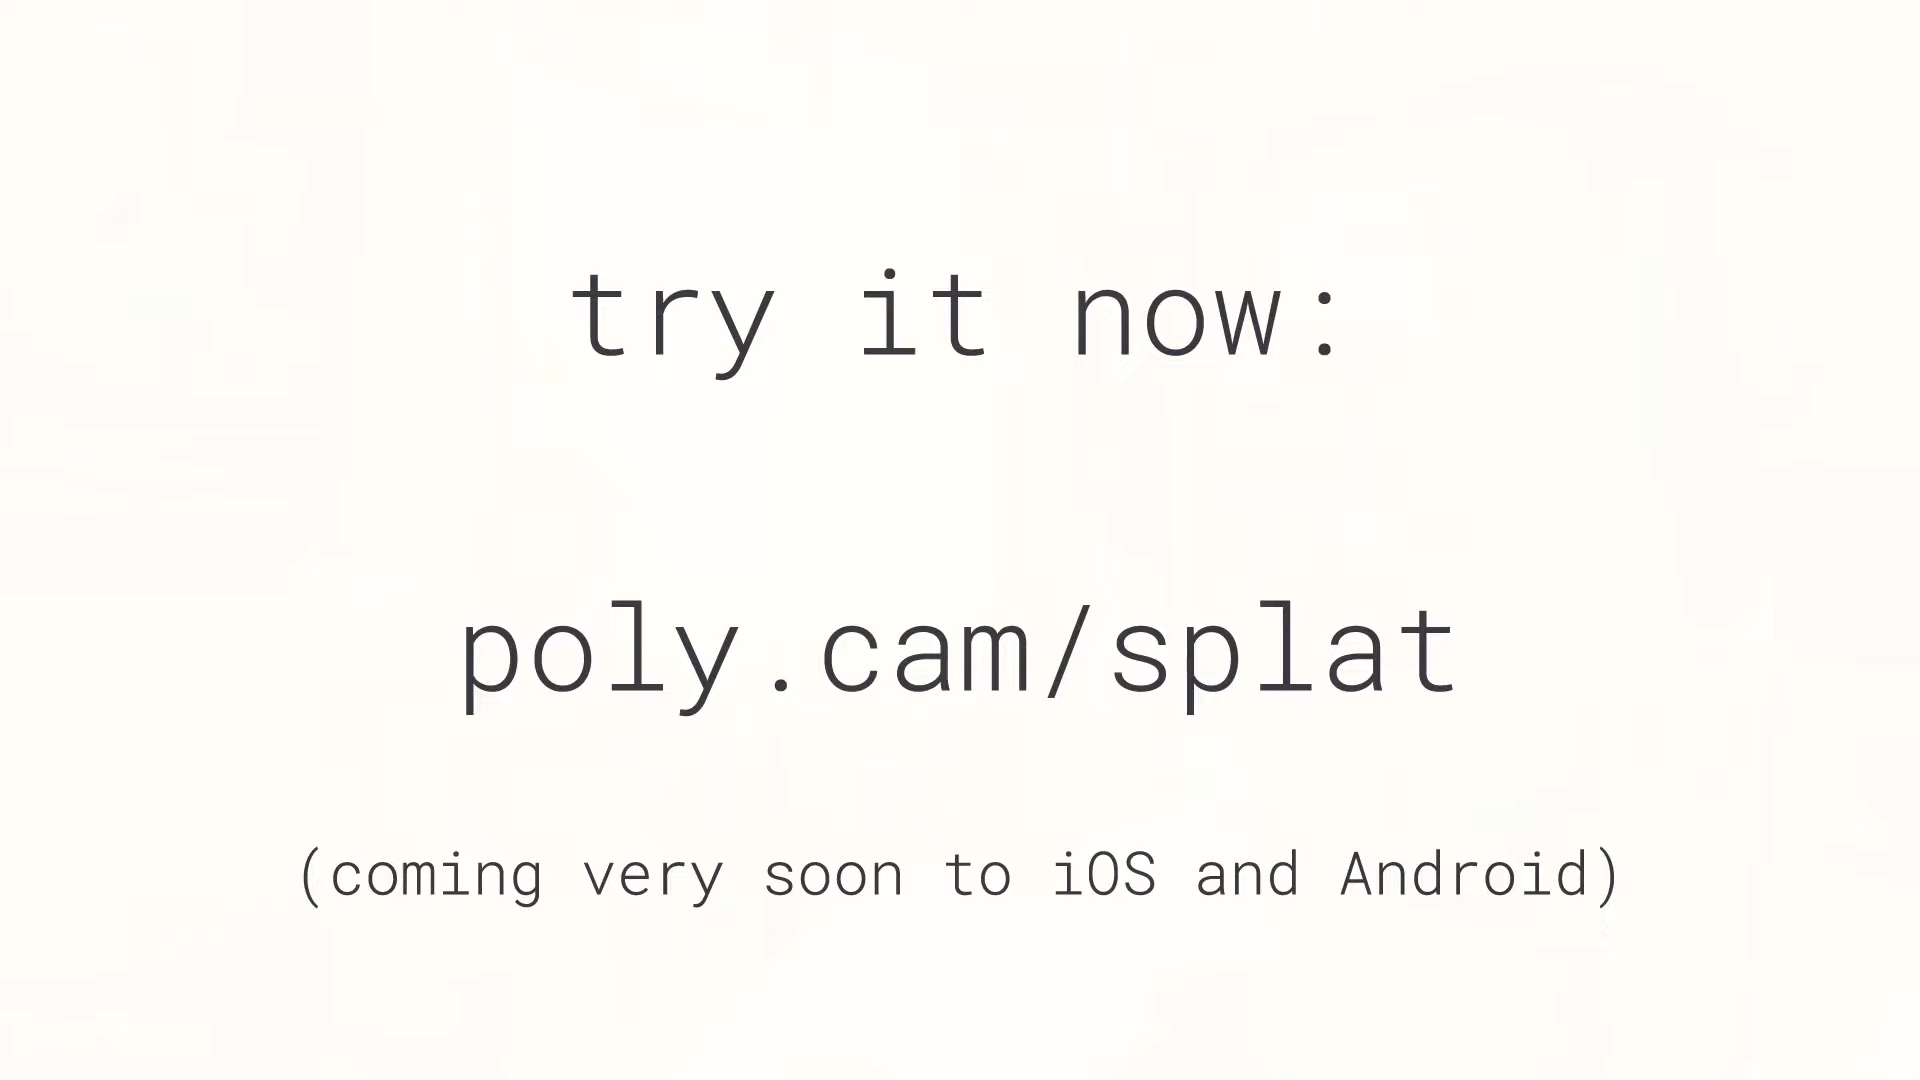 try it now:
poly.cam/splat
(coming very soon to iOS and Android)